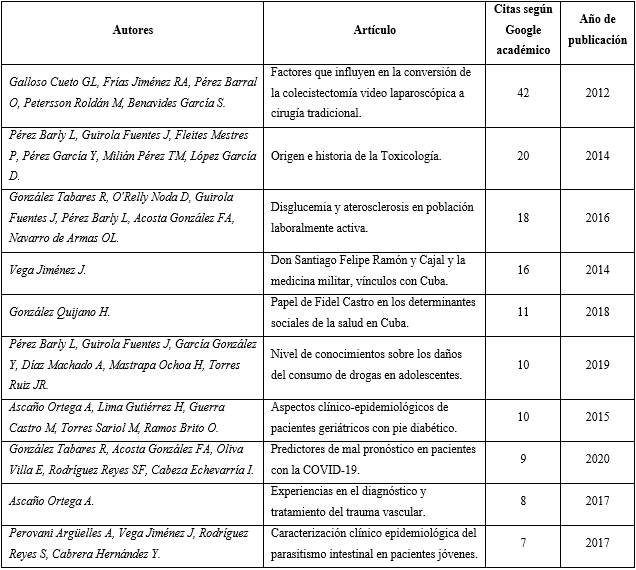 Autores
Artículo
Citas según
Google
académico
Año de
publicación
Galloso Cueto GL, Frías Jiménez RA, Pérez Barral
O, Petersson Roldán M, Benavides García S.
Factores que influyen en la conversión de
la colecistectomía video laparoscópica a
cirugía tradicional.
42
2012
Pérez Barly L, Guirola Fuentes J, Fleites Mestres
P, Pérez García Y, Milián Pérez TM, López García
D.
Origen e historia de la Toxicología.
20
2014
González Tabares R, O'Relly Noda D, Guirola
Fuentes J, Pérez Barly L, Acosta González FA,
Navarro de Armas OL.
Disglucemia y aterosclerosis en población
laboralmente activa.
18
2016
Vega Jiménez J.
Don Santiago Felipe Ramón y Cajal y la
medicina militar, vínculos con Cuba.
16
2014
González Quijano H.
Papel de Fidel Castro en los determinantes
sociales de la salud en Cuba.
11
2018
Pérez Barly L, Guirola Fuentes J, García González
Y, Díaz Machado A, Mastrapa Ochoa H, Torres
Ruiz JR.
Nivel de conocimientos sobre los daños
del consumo de drogas en adolescentes.
10
2019
Ascaño Ortega A, Lima Gutiérrez H, Guerra
Castro M, Torres Sariol M, Ramos Brito O.
Aspectos clínico-epidemiológicos de
pacientes geriátricos con pie diabético.
10
2015
González Tabares R, Acosta González FA, Oliva
Villa E, Rodríguez Reyes SF, Cabeza Echevarría I.
Predictores de mal pronóstico en pacientes
con la COVID-19.
9
2020
Ascaño Ortega A.
Experiencias en el diagnóstico y
tratamiento del trauma vascular.
8
2017
Perovani Argüelles A, Vega Jiménez J, Rodríguez
Reyes S, Cabrera Hernández Y.
Caracterización clínico epidemiológica del
parasitismo intestinal en pacientes jóvenes.
7
2017